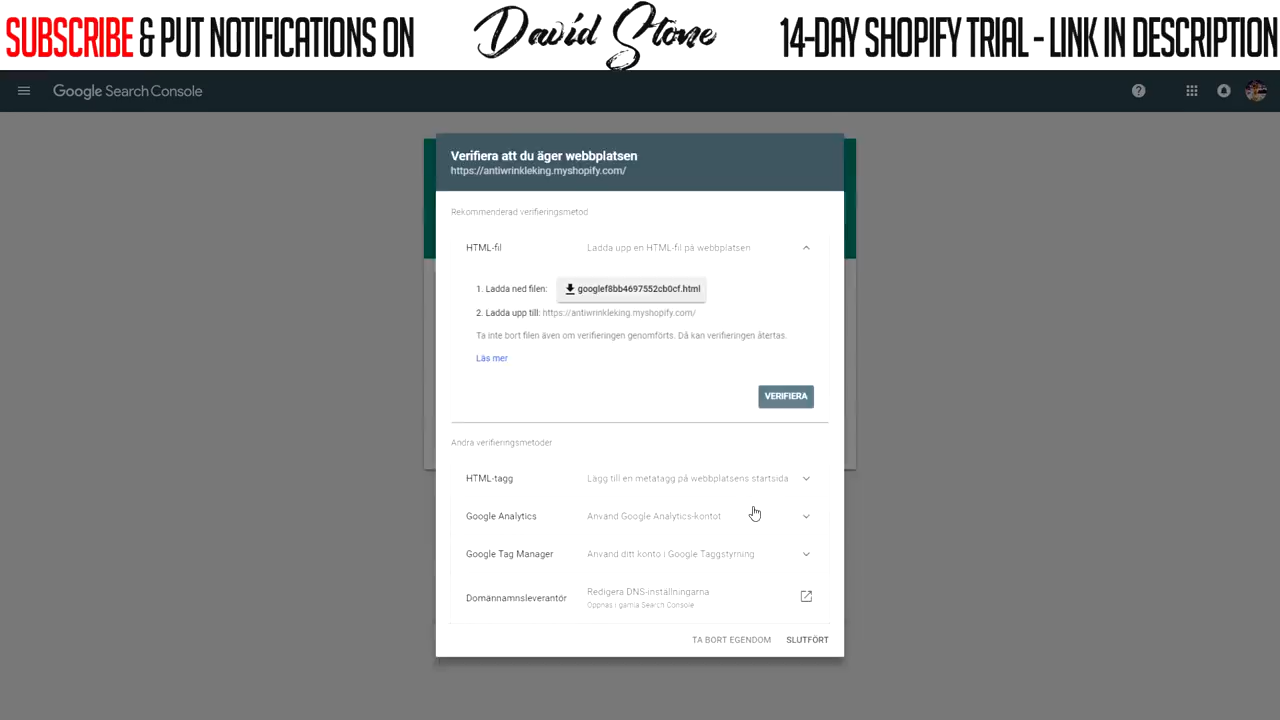 SUBSCRIBE & PUT NOTIFICATIONS ON
David Stone
14-DAY SHOPIFY TRIAL - LINK IN DESCRIPTION
Google Search Console
Verifiera att du äger webbplatsen
https://antiwrinkleking.myshopify.com/
Rekommenderad verifieringsmetod
HTML-fil Ladda upp en HTML-fil på webbplatsen
1. Ladda ned filen: googlef8bb4697552cb0cf.html
2. Ladda upp till: https://antiwrinkleking.myshopify.com/
Ta inte bort filen även om verifieringen genomförts. Då kan verifieringen återtas.
Läs mer
VERIFIERA
Andra verifieringsmetoder
HTML-tagg Lägg till en metatagg på webbplatsens startsida
Google Analytics Använd Google Analytics-kontot
Google Tag Manager Använd ditt konto i Google Taggstyrning
Domännamnsleverantör Redigera DNS-inställningarna
Öppnas i gamla Search Console
TA BORT EGENDOM SLUTFÖRT